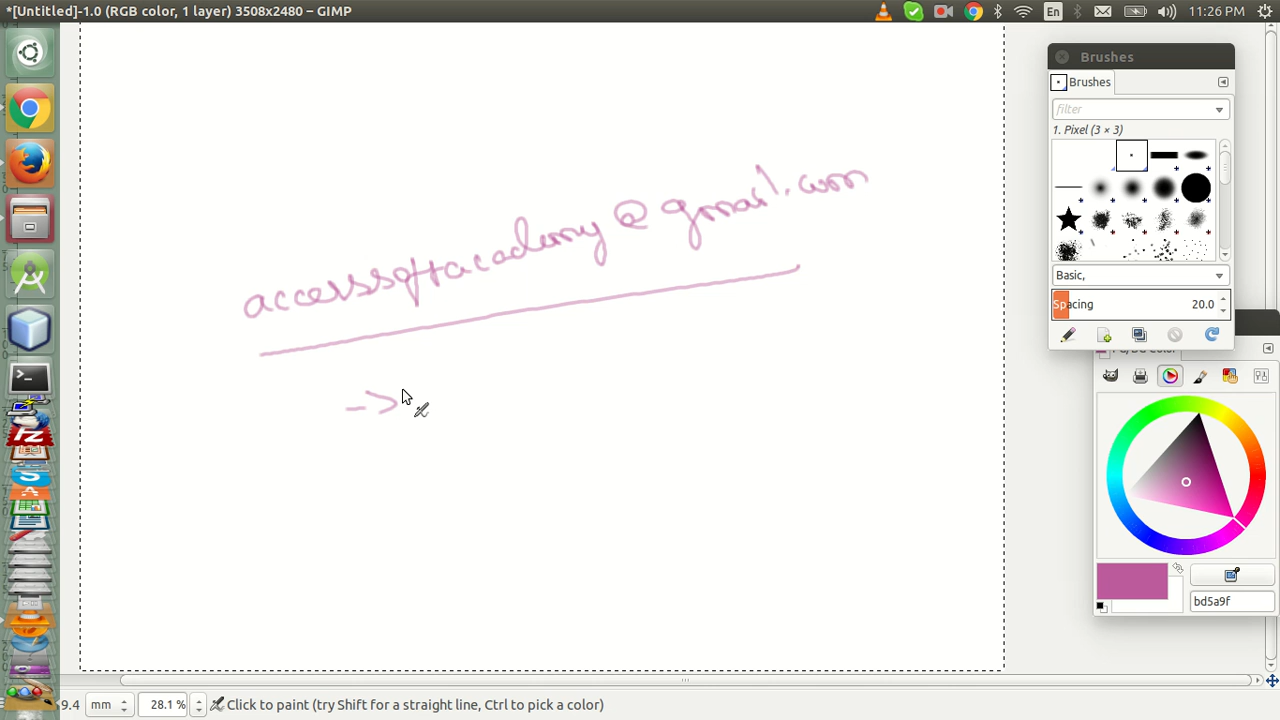 *[Untitled]-1.0 (RGB color, 1 layer) 3508x2480 – GIMP
En
11:26 PM
Brushes
Brushes
filter
1. Pixel (3 × 3)
Basic,
Spacing
20.0
bd5a9f
accesssoftacademy@gmail.com
->
9.4
mm
28.1 %
Click to paint (try Shift for a straight line, Ctrl to pick a color)